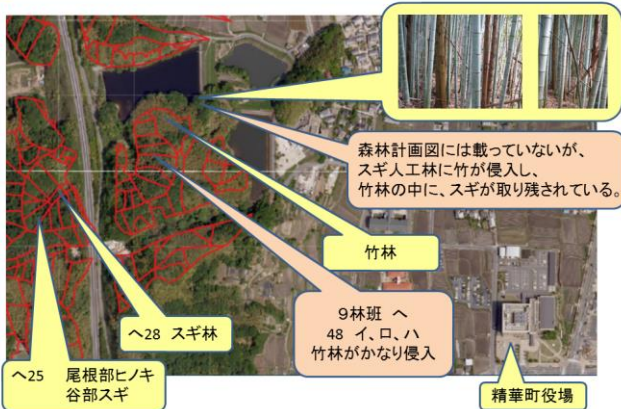 森林計画図には載っていないが、
スギ人工林に竹が侵入し、
竹林の中に、スギが取り残されている。
竹林
9林班 へ
48 イ、ロ、ハ
竹林がかなり侵入
へ28 スギ林
へ25 尾根部ヒノキ
谷部スギ
精華町役場